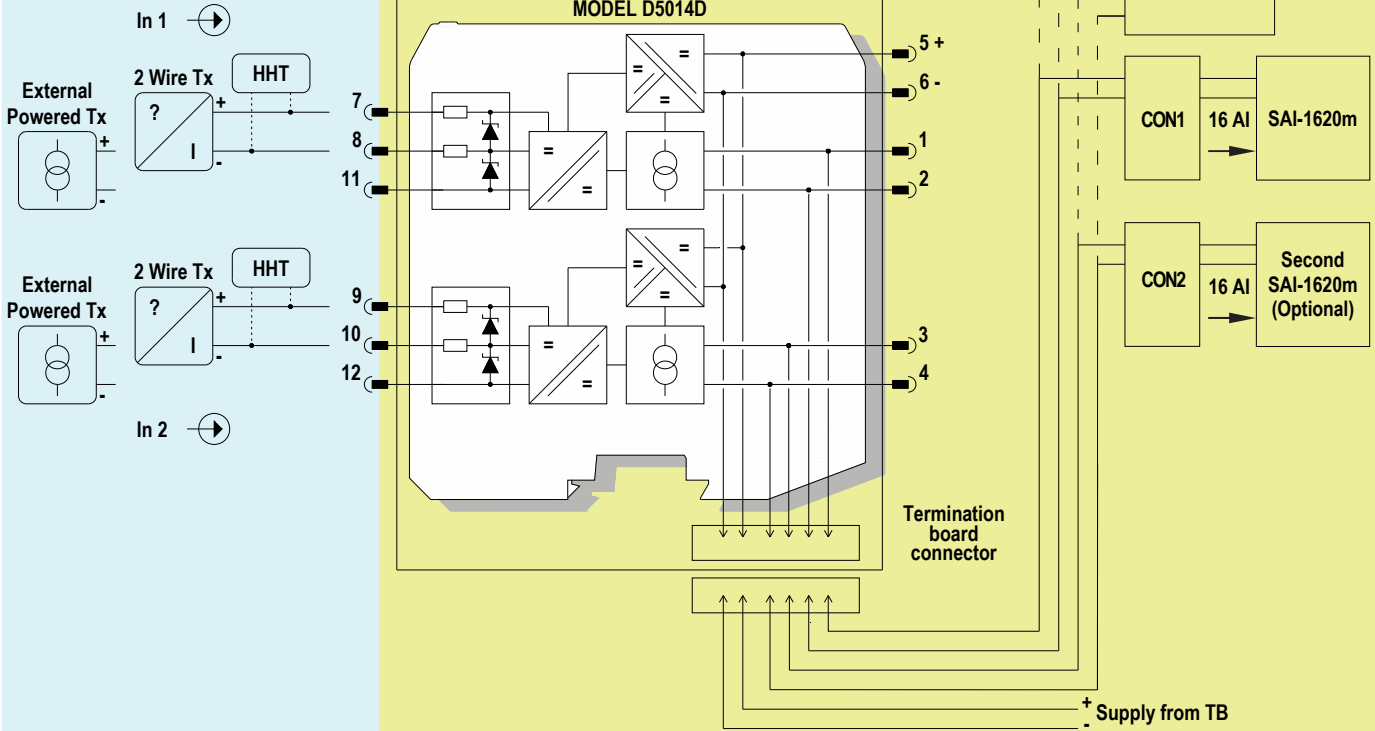 MODEL D5014D
In 1
External
Powered Tx
+
-
2 Wire Tx
?
I
+
-
HHT
7
8
11
=
=
=
=
=
5 +
6 -
1
2
External
Powered Tx
+
-
2 Wire Tx
?
I
+
-
HHT
9
10
12
=
=
=
=
=
3
4
In 2
CON1
16 AI
SAI-1620m
CON2
16 AI
Second
SAI-1620m
(Optional)
Termination
board
connector
+
-
Supply from TB